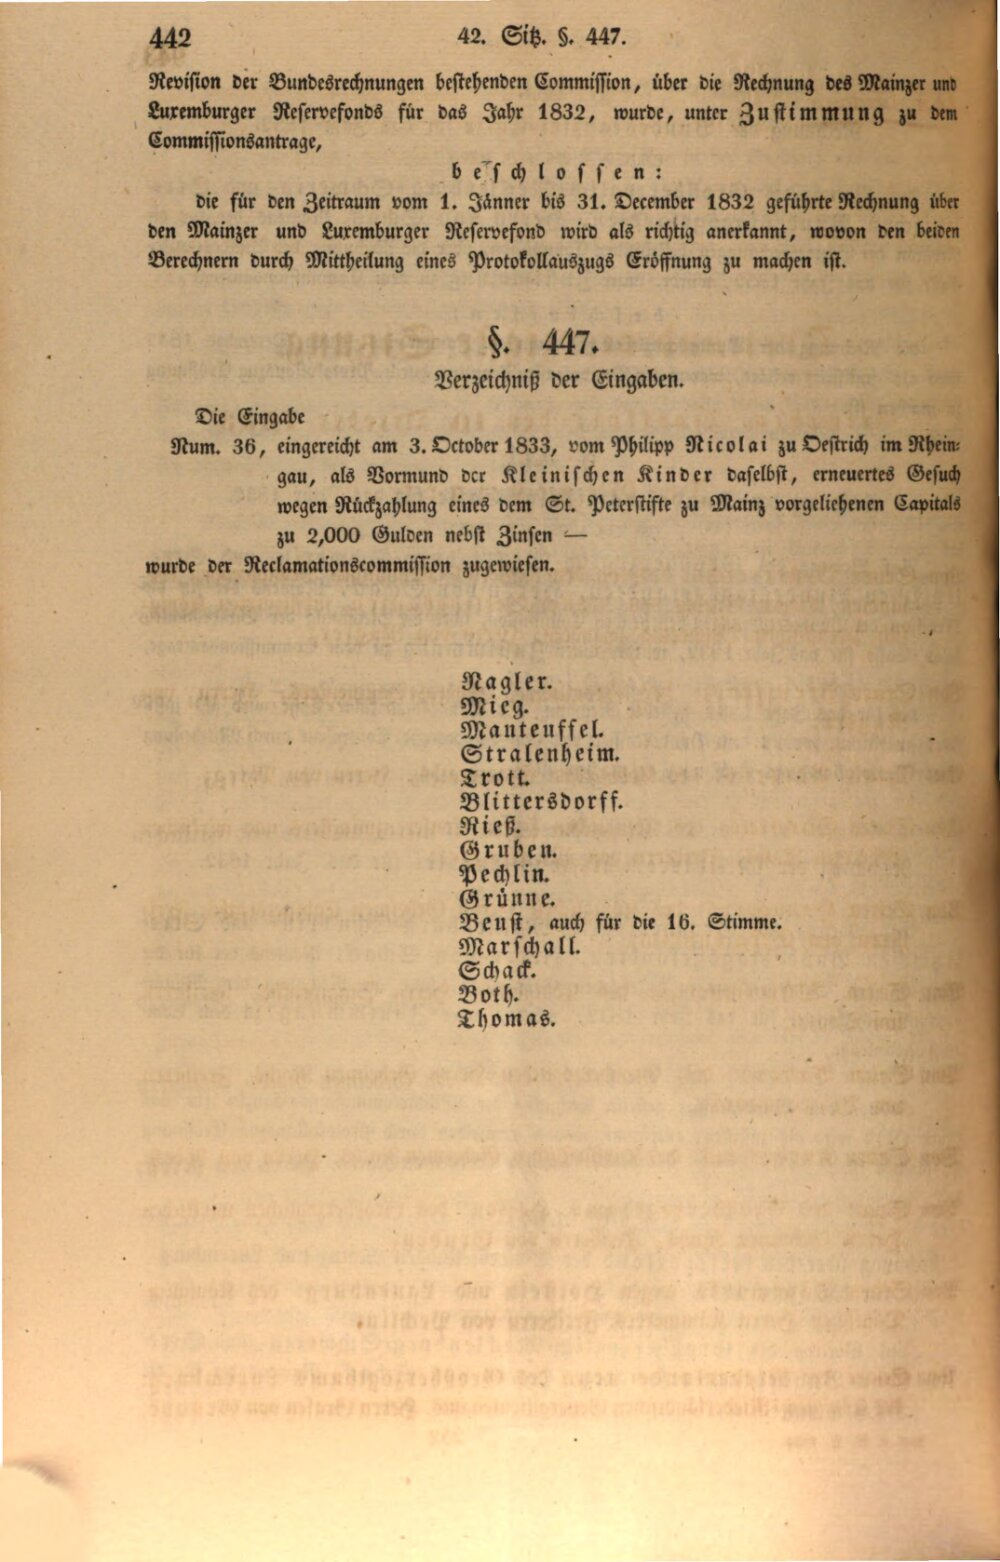 442
42. Sitz. §. 447.
Revision der Bundesrechnungen bestehenden Commission, über die Rechnung des Mainzer und
Luxemburger Reservefonds für das Jahr 1832, wurde, unter Zustimmung zu dem
Commissionsantrage,
beschlossen:
die für den Zeitraum vom 1. Jänner bis 31. December 1832 geführte Rechnung über
den Mainzer und Luxemburger Reservefond wird als richtig anerkannt, wovon den beiden
Berechnern durch Mittheilung eines Protokollauszugs Eröffnung zu machen ist.
§. 447.
Verzeichniß der Eingaben.
Die Eingabe
Num. 36, eingereicht am 3. October 1833, vom Philipp Nicolai zu Oestrich im Rhein-
gau, als Vormund der Kleinischen Kinder daselbst, erneuertes Gesuch
wegen Rückzahlung eines dem St. Peterstifte zu Mainz vorgeliehenen Capitals
zu 2,000 Gulden nebst Zinsen —
wurde der Reclamationscommission zugewiesen.
Nagler.
Mieg.
Manteuffel.
Stralenheim.
Trott.
Blittersdorff.
Rieß.
Gruben.
Pechlin.
Grünne.
Beust, auch für die 16. Stimme.
Marschall.
Schack.
Both.
Thomas.